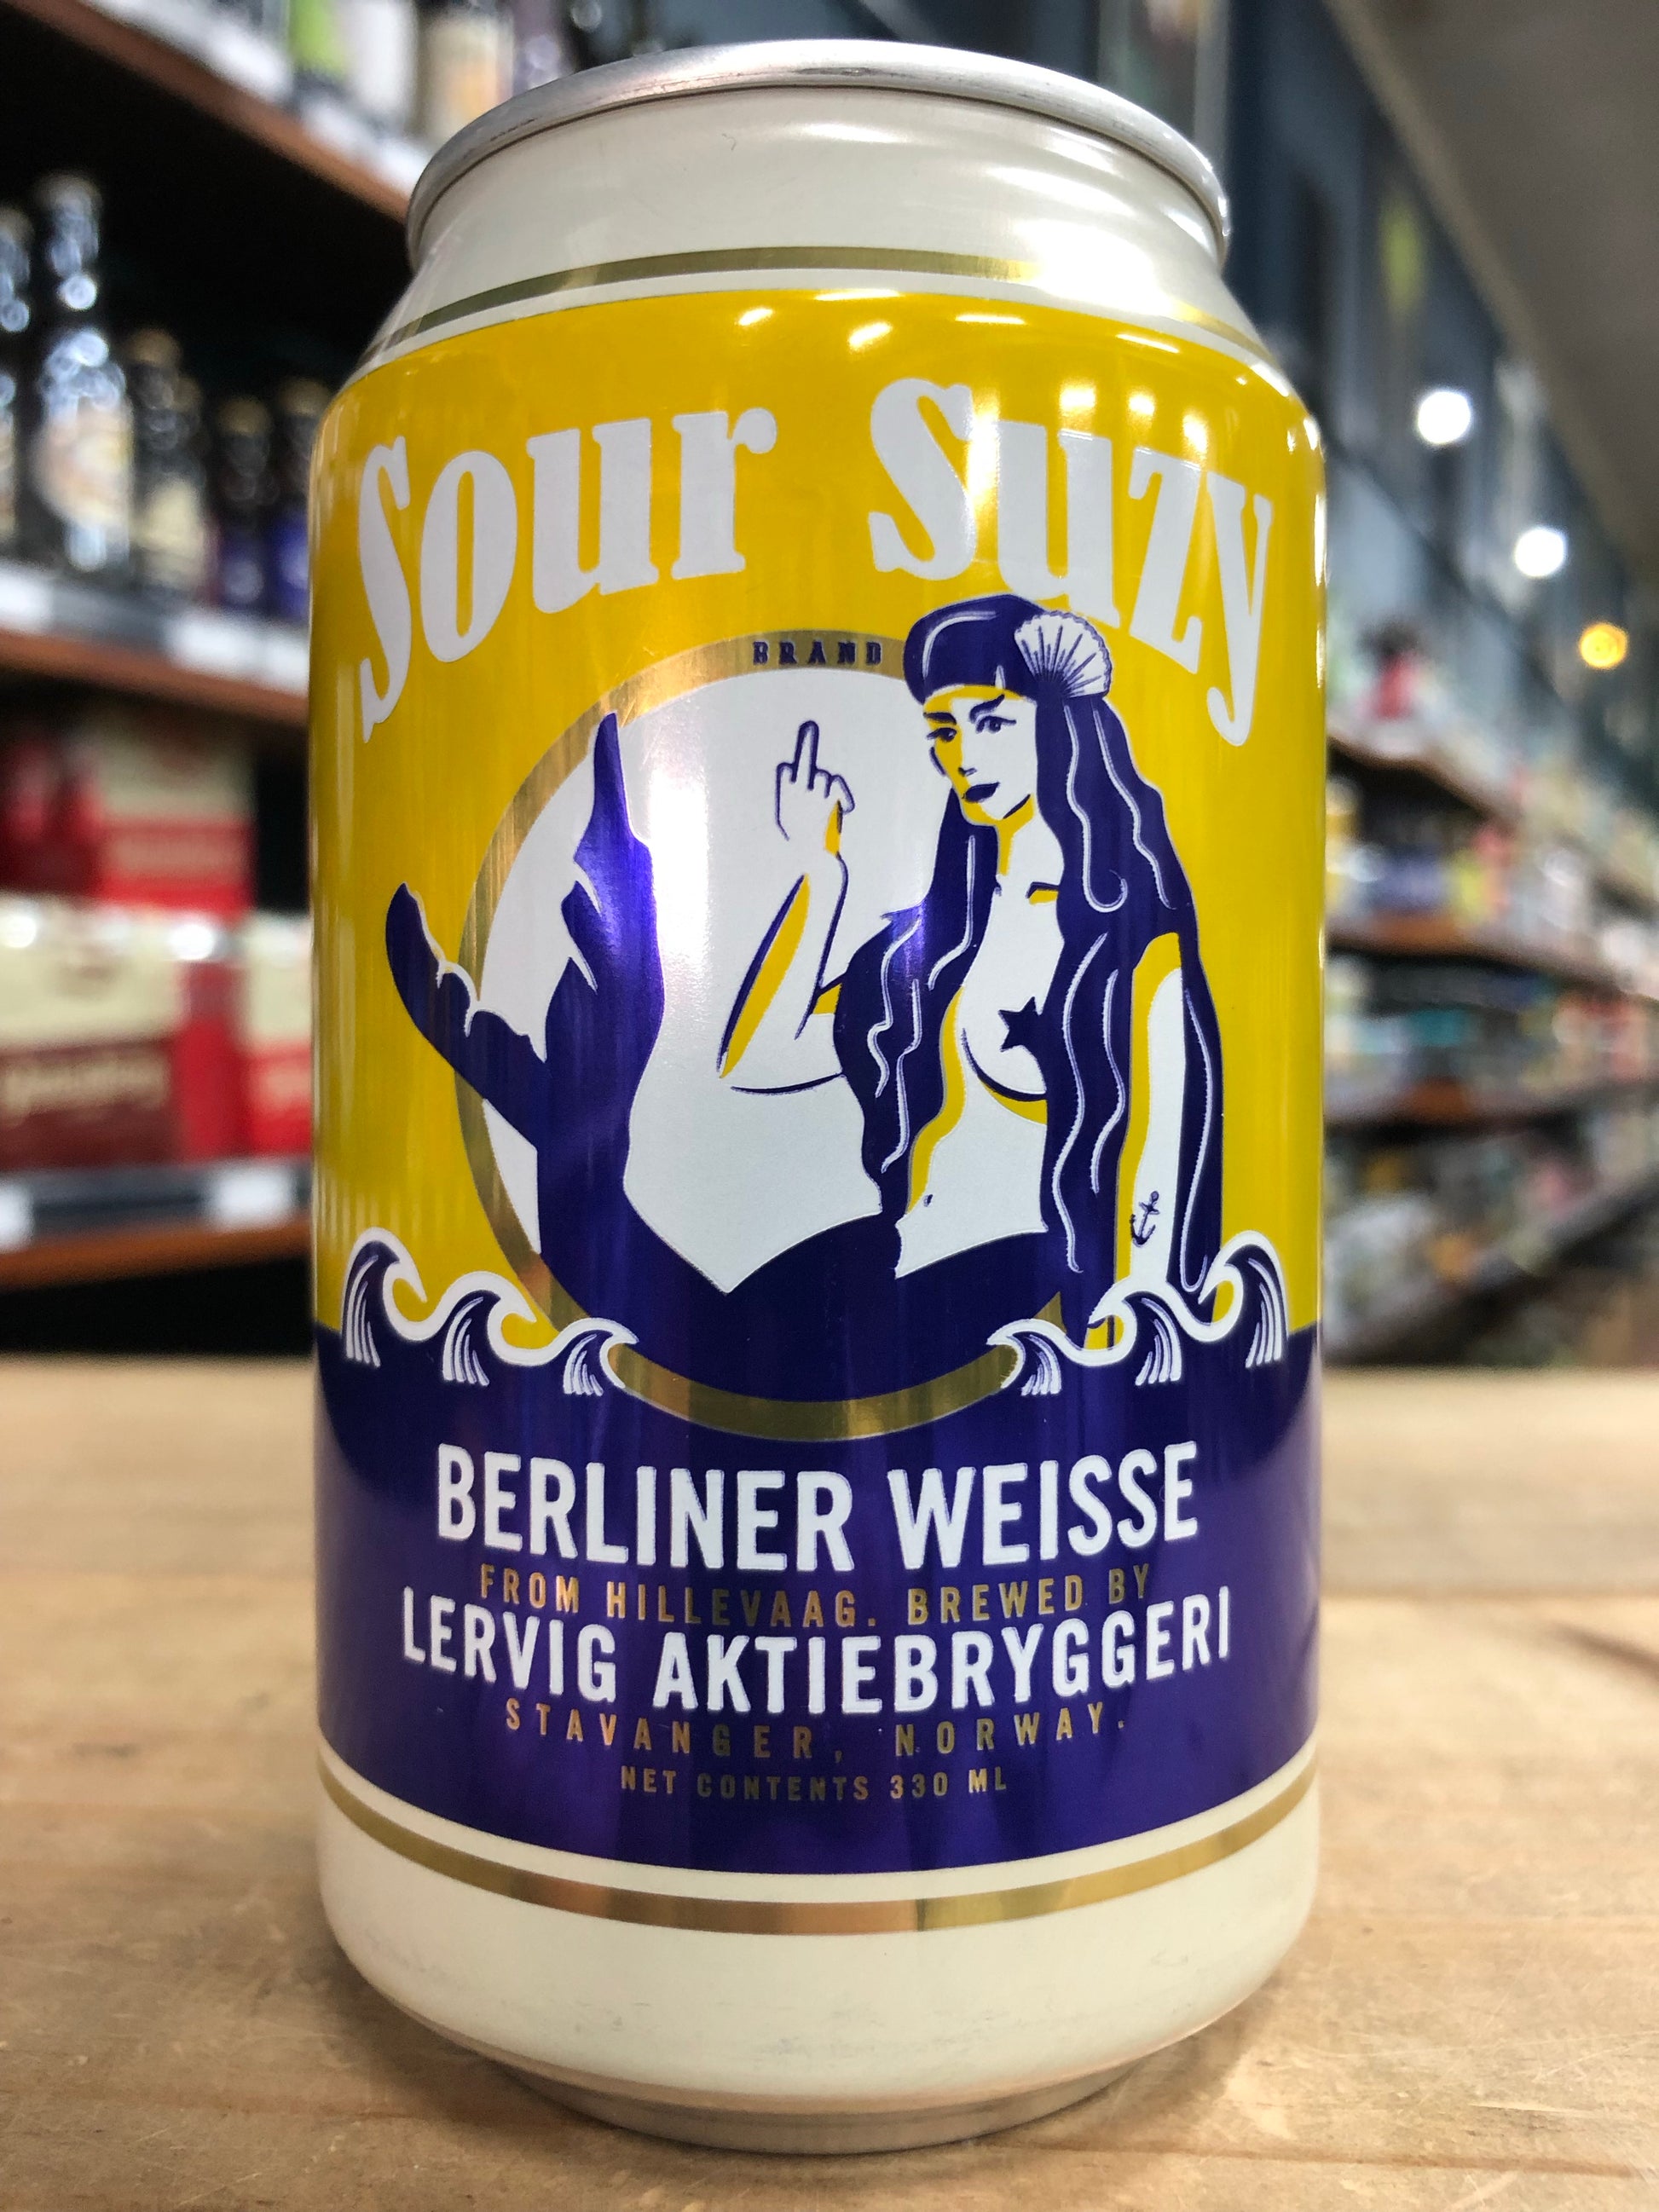 Sour Suzy
BRAND
BERLINER WEISSE
FROM HILLEVAAG. BREWED BY
LERVIG AKTIEBRYGGERI
STAVANGER, NORWAY.
NET CONTENTS 330 ML